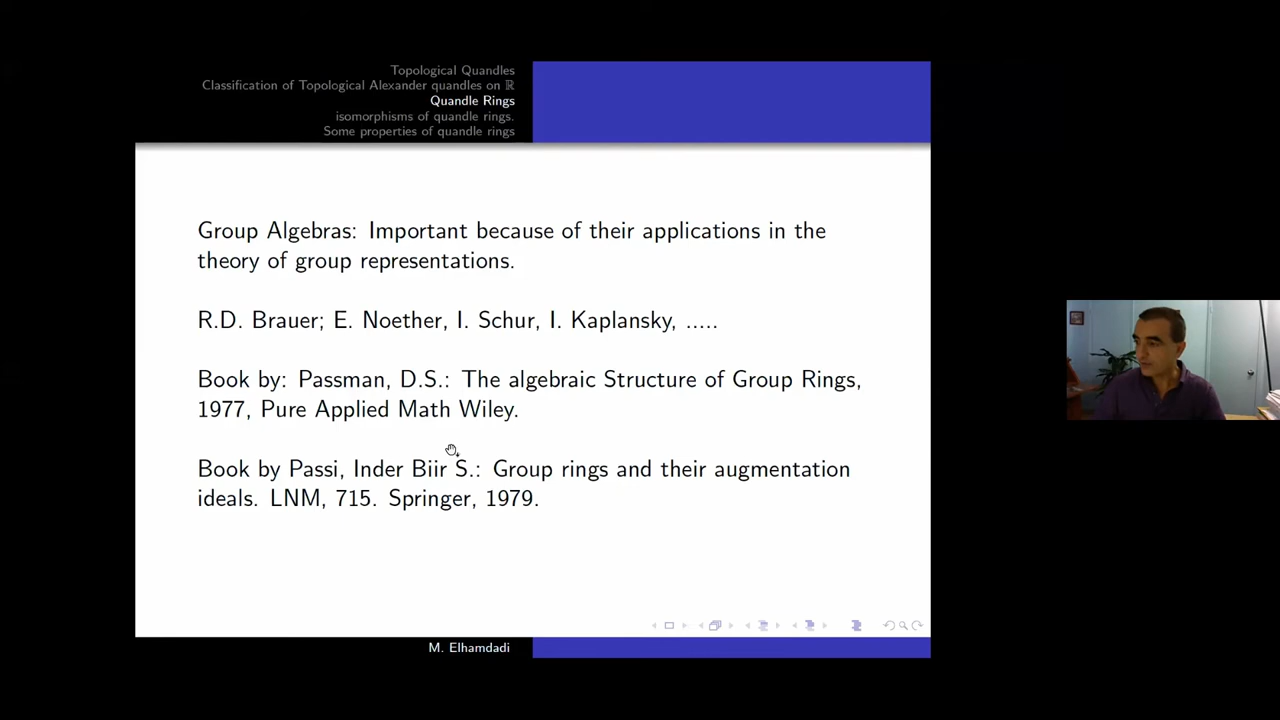 Topological Quandles
Classification of Topological Alexander quandles on ℝ
Quandle Rings
isomorphisms of quandle rings.
Some properties of quandle rings
Group Algebras: Important because of their applications in the
theory of group representations.
R.D. Brauer; E. Noether, I. Schur, I. Kaplansky, .....
Book by: Passman, D.S.: The algebraic Structure of Group Rings,
1977, Pure Applied Math Wiley.
Book by Passi, Inder Biir S.: Group rings and their augmentation
ideals. LNM, 715. Springer, 1979.
M. Elhamdadi